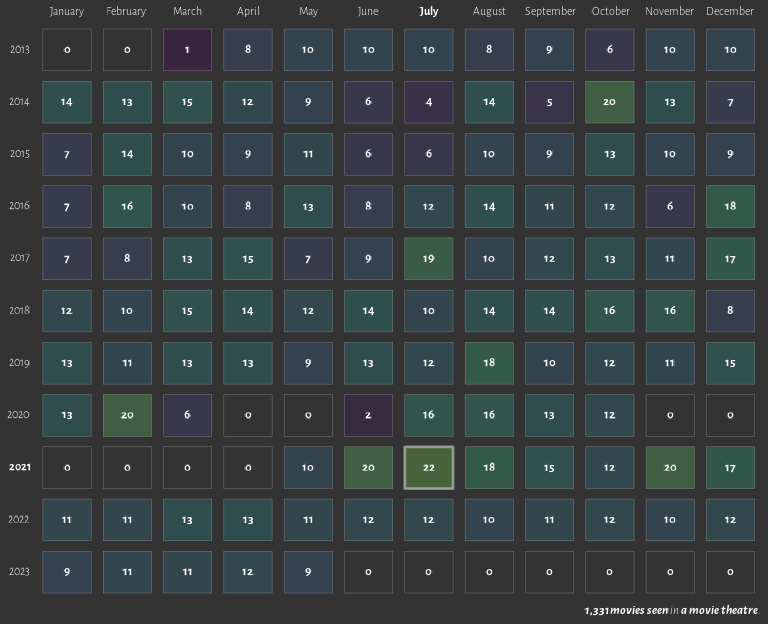 January February March April May June July August September October November December
2013 0 0 1 8 10 10 10 8 9 6 10 10
2014 14 13 15 12 9 6 4 14 5 20 13 7
2015 7 14 10 9 11 6 6 10 9 13 10 9
2016 7 16 10 8 13 8 12 14 11 12 6 18
2017 7 8 13 15 7 9 19 10 12 13 11 17
2018 12 10 15 14 12 14 10 14 14 16 16 8
2019 13 11 13 13 9 13 12 18 10 12 11 15
2020 13 20 6 0 0 2 16 16 13 12 0 0
2021 0 0 0 0 10 20 22 18 15 12 20 17
2022 11 11 13 13 11 12 12 10 11 12 10 12
2023 9 11 11 12 9 0 0 0 0 0 0 0
1,331 movies seen in a movie theatre.